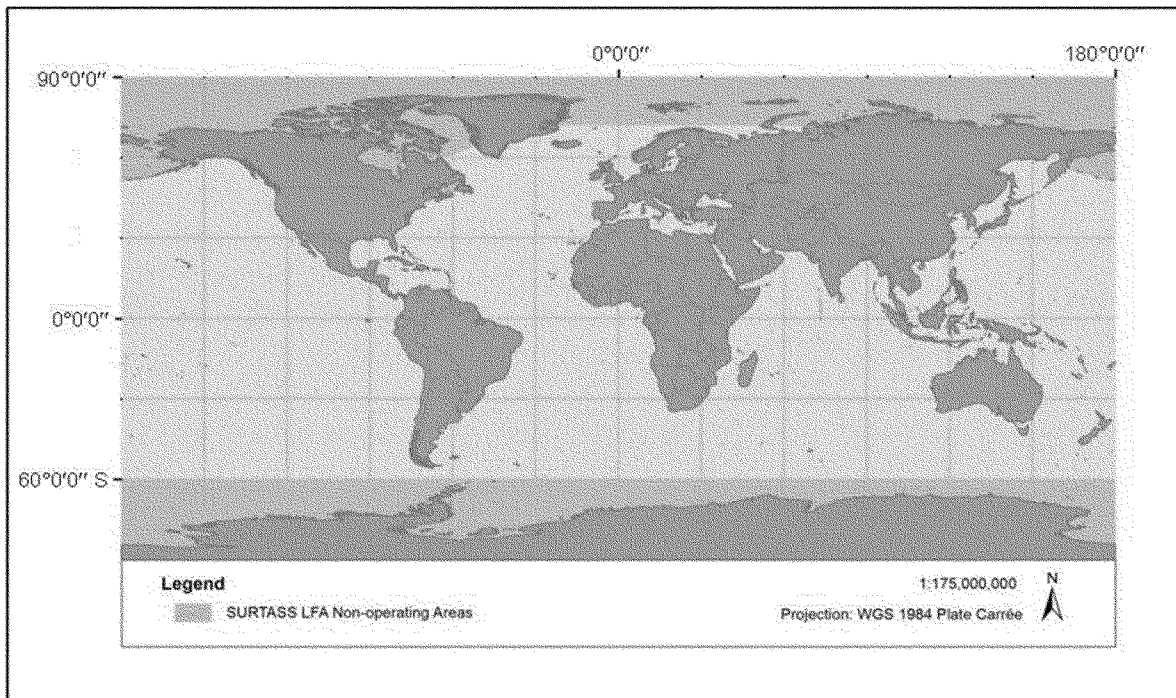 0°0'0" 180°0'0"
90°0'0"
0°0'0"
60°0'0" S
Legend
SURTASS LFA Non-operating Areas
1:175,000,000 N
Projection: WGS 1984 Plate Carrée